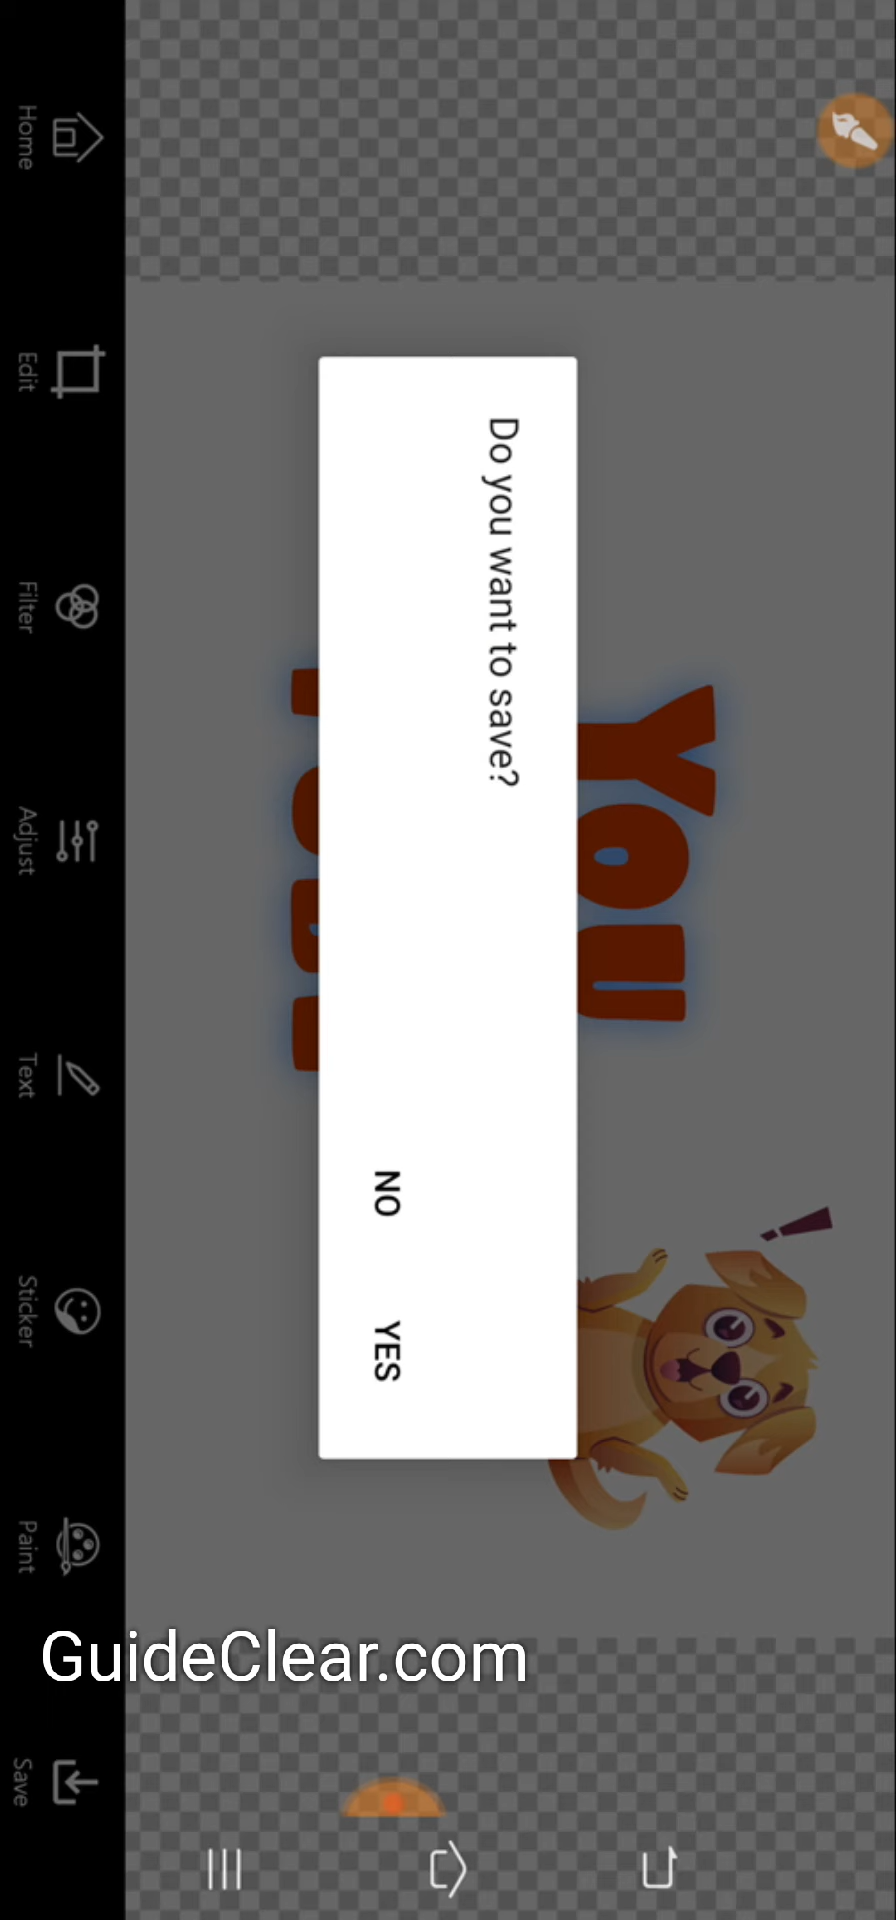 Do you want to save?
NO
YES
You
Home
Edit
Filter
Adjust
Text
Sticker
Paint
Save
GuideClear.com